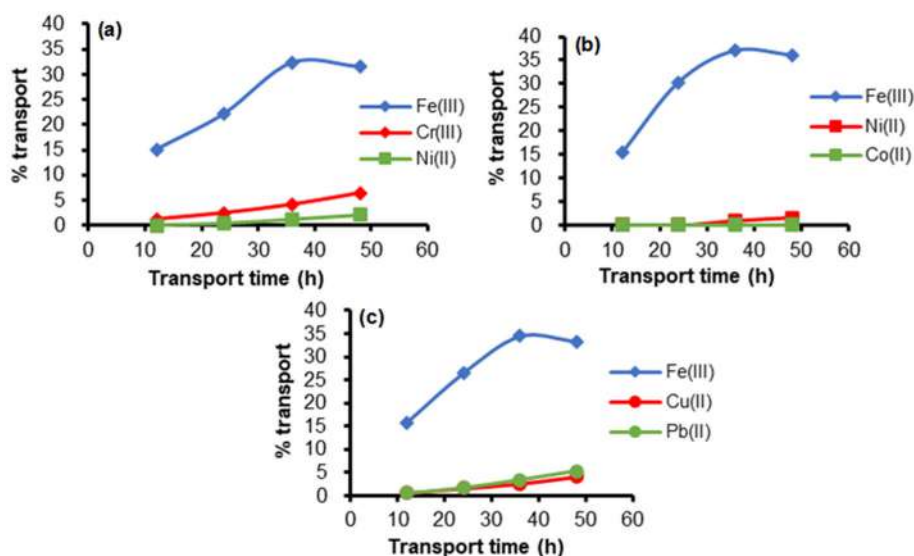 (a)
% transport
40
35
30
25
20
15
10
5
0
0 10 20 30 40 50 60
Transport time (h)
Fe(III)
Cr(III)
Ni(II)
(b)
% transport
40
35
30
25
20
15
10
5
0
0 10 20 30 40 50 60
Transport time (h)
Fe(III)
Ni(II)
Co(II)
(c)
% transport
40
35
30
25
20
15
10
5
0
0 10 20 30 40 50 60
Transport time (h)
Fe(III)
Cu(II)
Pb(II)